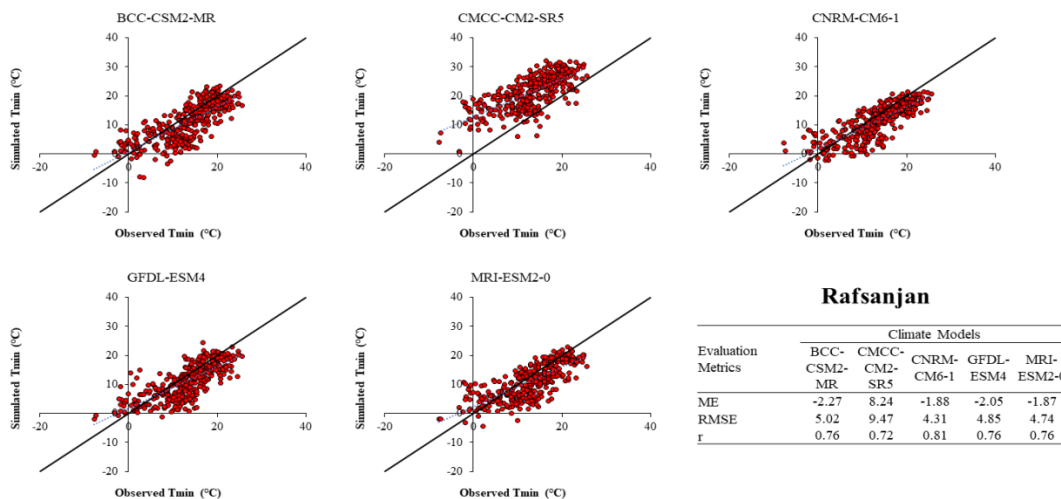 BCC-CSM2-MR
40
30
20
10
0
-10
-20
-20
0
20
40
Simulated Tmin (°C)
Observed Tmin (°C)
CMCC-CM2-SR5
40
30
20
10
0
-10
-20
-20
0
20
40
Simulated Tmin (°C)
Observed Tmin (°C)
CNRM-CM6-1
40
30
20
10
0
-10
-20
-20
0
20
40
Simulated Tmin (°C)
Observed Tmin (°C)
GFDL-ESM4
40
30
20
10
0
-10
-20
-20
0
20
40
Simulated Tmin (°C)
Observed Tmin (°C)
MRI-ESM2-0
40
30
20
10
0
-10
-20
-20
0
20
40
Simulated Tmin (°C)
Observed Tmin (°C)
Rafsanjan
Climate Models
Evaluation Metrics
BCC-CSM2-MR
CMCC-CM2-SR5
CNRM-CM6-1
GFDL-ESM4
MRI-ESM2-0
ME -2.27 8.24 -1.88 -2.05 -1.87
RMSE 5.02 9.47 4.31 4.85 4.74
r 0.76 0.72 0.81 0.76 0.76